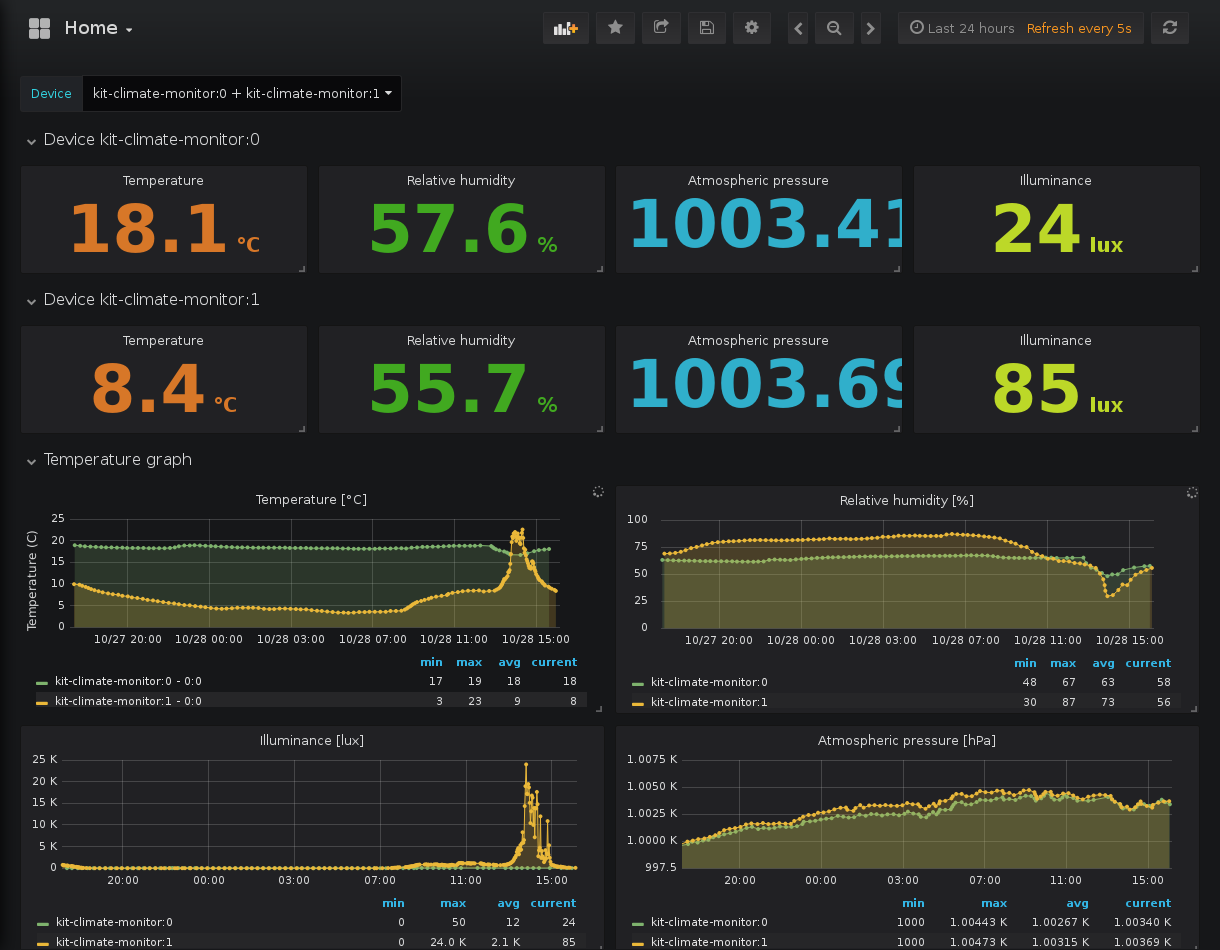 Home
Last 24 hours Refresh every 5s
Device kit-climate-monitor:0 + kit-climate-monitor:1
Device kit-climate-monitor:0
Temperature Relative humidity Atmospheric pressure Illuminance
18.1 °C 57.6 % 1003.41 24 lux
Device kit-climate-monitor:1
Temperature Relative humidity Atmospheric pressure Illuminance
8.4 °C 55.7 % 1003.69 85 lux
Temperature graph
Temperature [°C]
Temperature (C)
25
20
15
10
5
0
10/27 20:00 10/28 00:00 10/28 03:00 10/28 07:00 10/28 11:00 10/28 15:00
min max avg current
kit-climate-monitor:0 - 0:0 17 19 18 18
kit-climate-monitor:1 - 0:0 3 23 9 8
Relative humidity [%]
100
75
50
25
0
10/27 20:00 10/28 00:00 10/28 03:00 10/28 07:00 10/28 11:00 10/28 15:00
min max avg current
kit-climate-monitor:0 48 67 63 58
kit-climate-monitor:1 30 87 73 56
Illuminance [lux]
25 K
20 K
15 K
10 K
5 K
0
20:00 00:00 03:00 07:00 11:00 15:00
min max avg current
kit-climate-monitor:0 0 50 12 24
kit-climate-monitor:1 0 24.0 K 2.1 K 85
Atmospheric pressure [hPa]
1.0075 K
1.0050 K
1.0025 K
1.0000 K
997.5
20:00 00:00 03:00 07:00 11:00 15:00
min max avg current
kit-climate-monitor:0 1000 1.00443 K 1.00267 K 1.00340 K
kit-climate-monitor:1 1000 1.00473 K 1.00315 K 1.00369 K